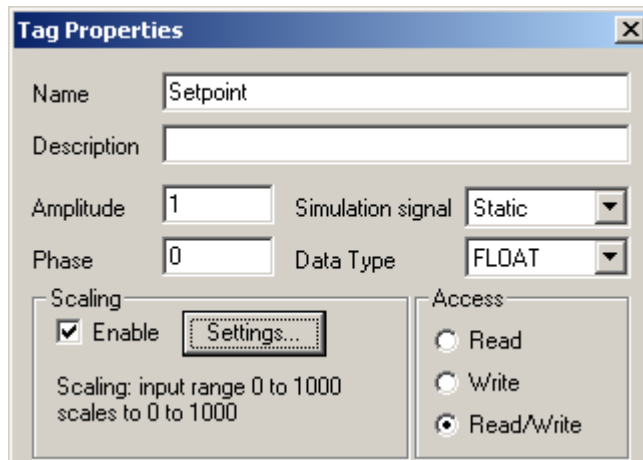 Tag Properties
Name Setpoint
Description
Amplitude 1 Simulation signal Static
Phase 0 Data Type FLOAT
Scaling Access
Enable Settings... Read
Scaling: input range 0 to 1000 Write
scales to 0 to 1000 Read/Write